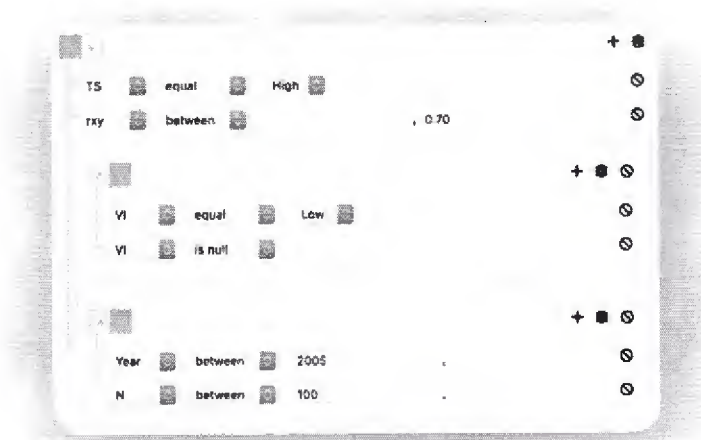 TS equal High
rxy between , 0.70
VI equal Low
VI is null
Year between 2005 ,
N between 100 ,